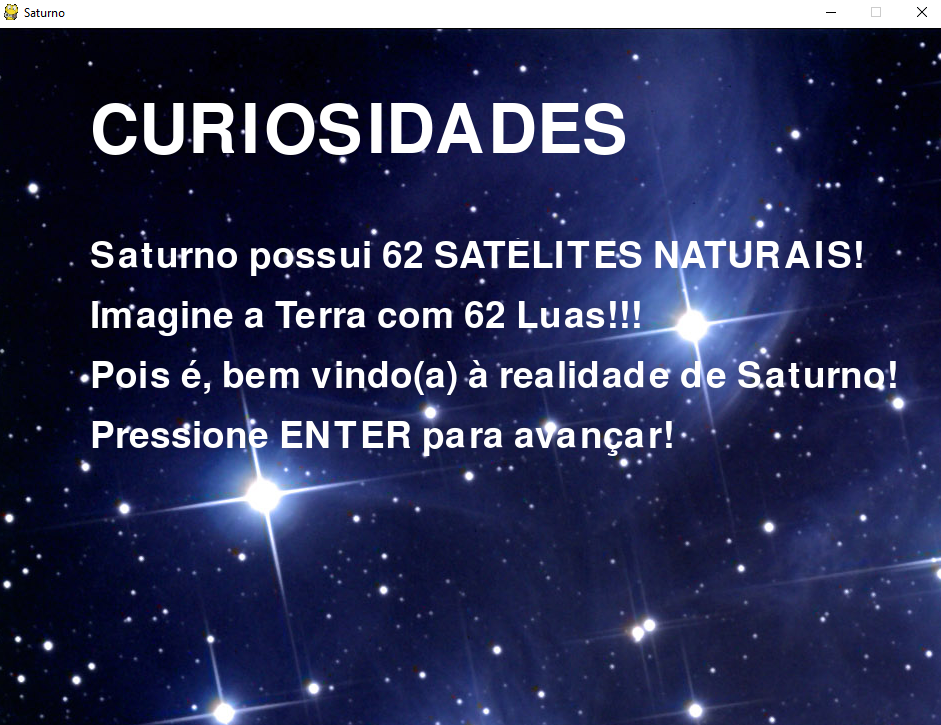 Saturno
CURIOSIDADES
Saturno possui 62 SATÉLITES NATURAIS!
Imagine a Terra com 62 Luas!!!
Pois é, bem vindo(a) à realidade de Saturno!
Pressione ENTER para avançar!